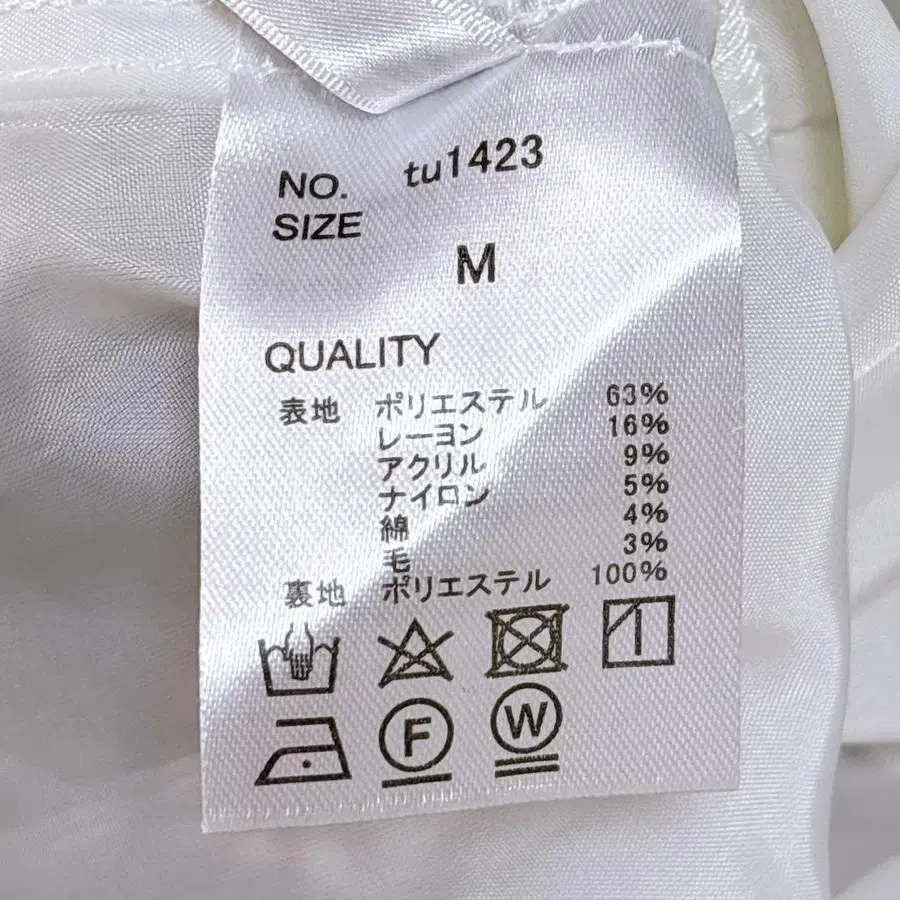 NO. tu1423
SIZE
M
QUALITY
表地 ポリエステル 63%
レーヨン 16%
アクリル 9%
ナイロン 5%
綿 4%
毛 3%
裏地 ポリエステル 100%
F W